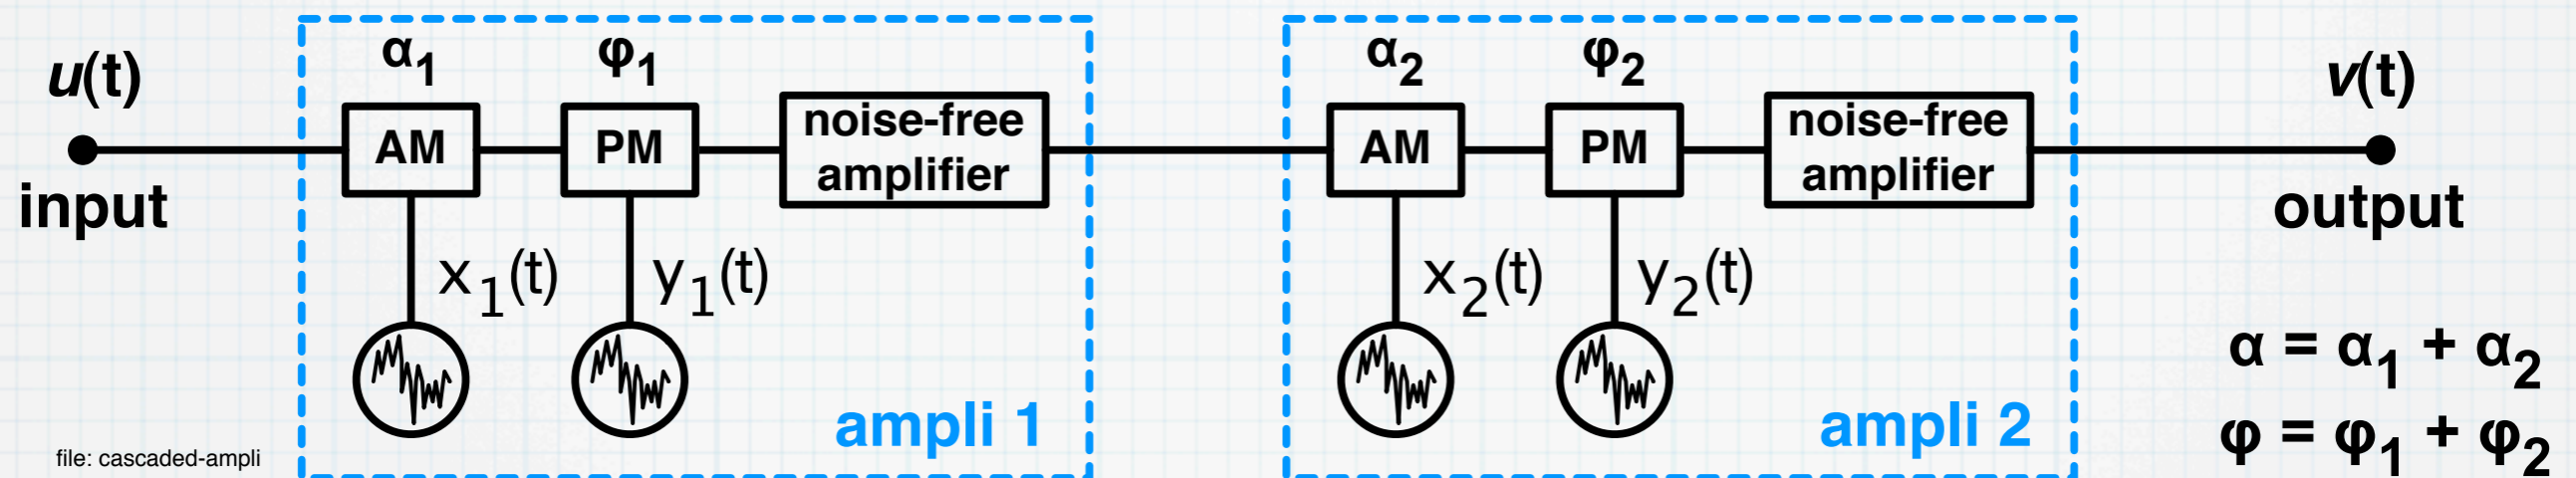 α1 φ1 α2 φ2
u(t) v(t)
AM PM noise-free amplifier AM PM noise-free amplifier
input output
x1(t) y1(t) x2(t) y2(t)
α = α1 + α2
ampli 1 ampli 2
φ = φ1 + φ2
file: cascaded-ampli